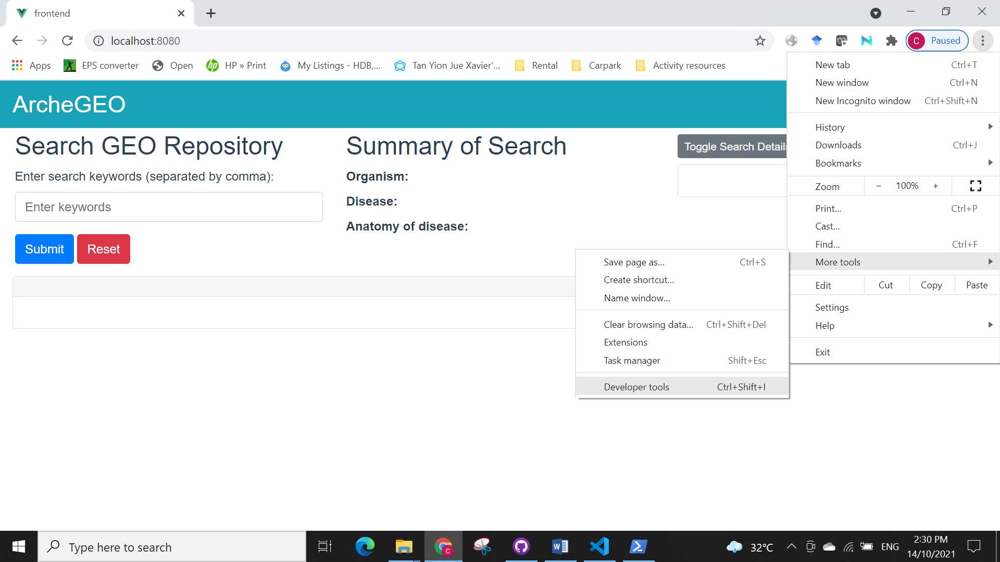 frontend
localhost:8080
C Paused
Apps EPS converter Open HP » Print My Listings - HDB,... Tan Yion Jue Xavier'... Rental Carpark Activity resources
New tab Ctrl+T
New window Ctrl+N
New Incognito window Ctrl+Shift+N
History
Downloads Ctrl+J
Bookmarks
Zoom − 100% +
Print... Ctrl+P
Cast...
Find... Ctrl+F
More tools
Edit Cut Copy Paste
Settings
Help
Exit
ArcheGEO
Search GEO Repository
Enter search keywords (separated by comma):
Enter keywords
Submit Reset
Summary of Search
Organism:
Disease:
Anatomy of disease:
Toggle Search Details
Save page as... Ctrl+S
Create shortcut...
Name window...
Clear browsing data... Ctrl+Shift+Del
Extensions
Task manager Shift+Esc
Developer tools Ctrl+Shift+I
Type here to search
32°C
ENG
2:30 PM
14/10/2021